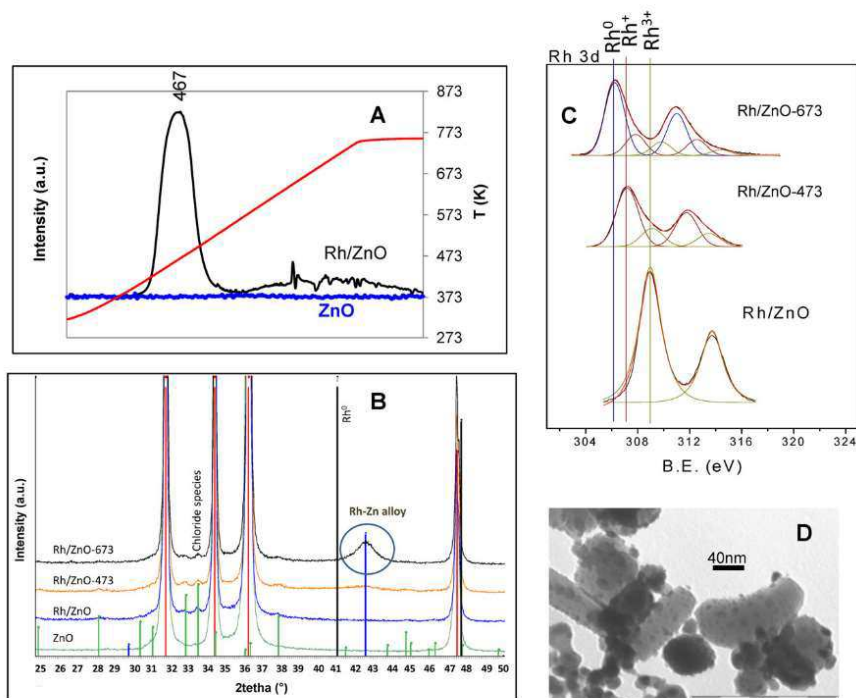 467
A
873
773
673
573
473
373
273
Intensity (a.u.)
T (K)
Rh/ZnO
ZnO
B
Intensity (a.u.)
Rh⁰
Chloride species
Rh-Zn alloy
Rh/ZnO-673
Rh/ZnO-473
Rh/ZnO
ZnO
25 28 29 30 31 32 33 34 35 36 37 38 39 40 41 42 43 44 45 46 47 48 49 50
2tetha (°)
Rh 3d
Rh⁰
Rh⁺
Rh³⁺
C
Rh/ZnO-673
Rh/ZnO-473
Rh/ZnO
304 308 312 316 320 324
B.E. (eV)
D
40nm